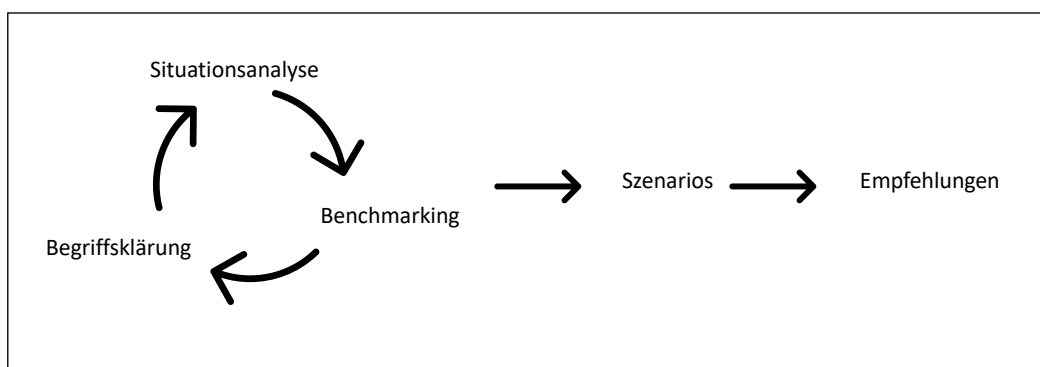 Situationsanalyse
Benchmarking
Begriffsklärung
Szenarios
Empfehlungen